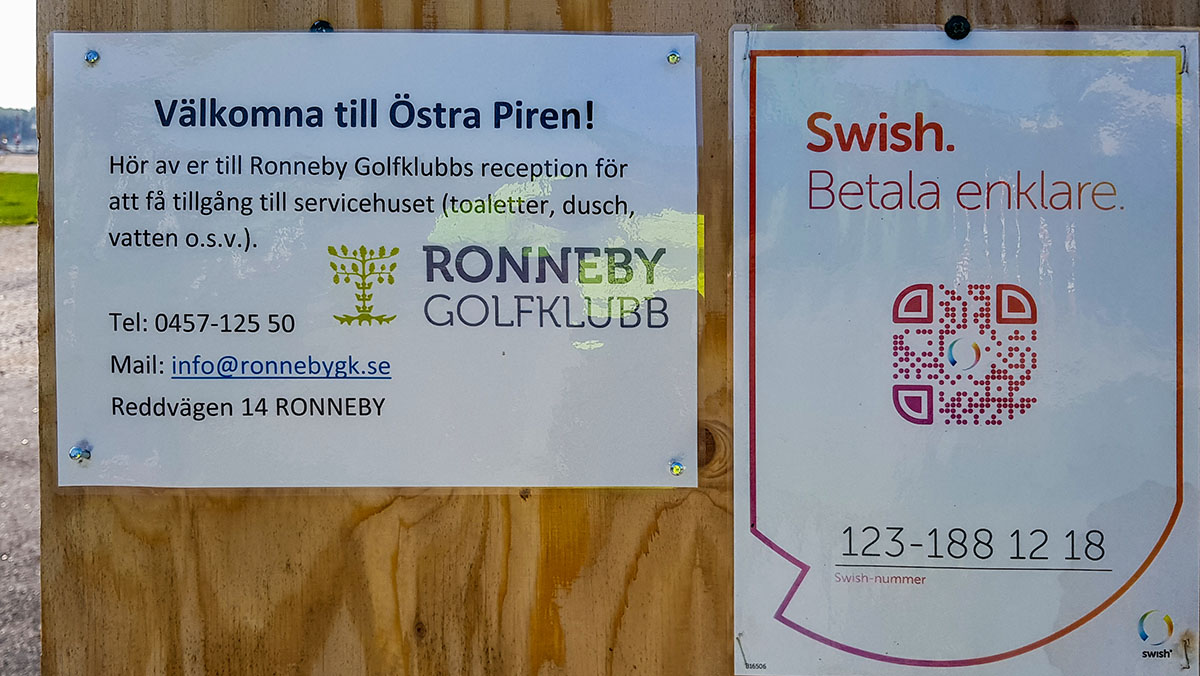 Välkomna till Östra Piren!
Hör av er till Ronneby Golfklubbs reception för
att få tillgång till servicehuset (toaletter, dusch,
vatten o.s.v.).
RONNEBY
GOLFKLUBB
Tel: 0457-125 50
Mail: info@ronnebygk.se
Reddvägen 14 RONNEBY
Swish.
Betala enklare.
123-188 12 18
Swish-nummer
swish®
B16506